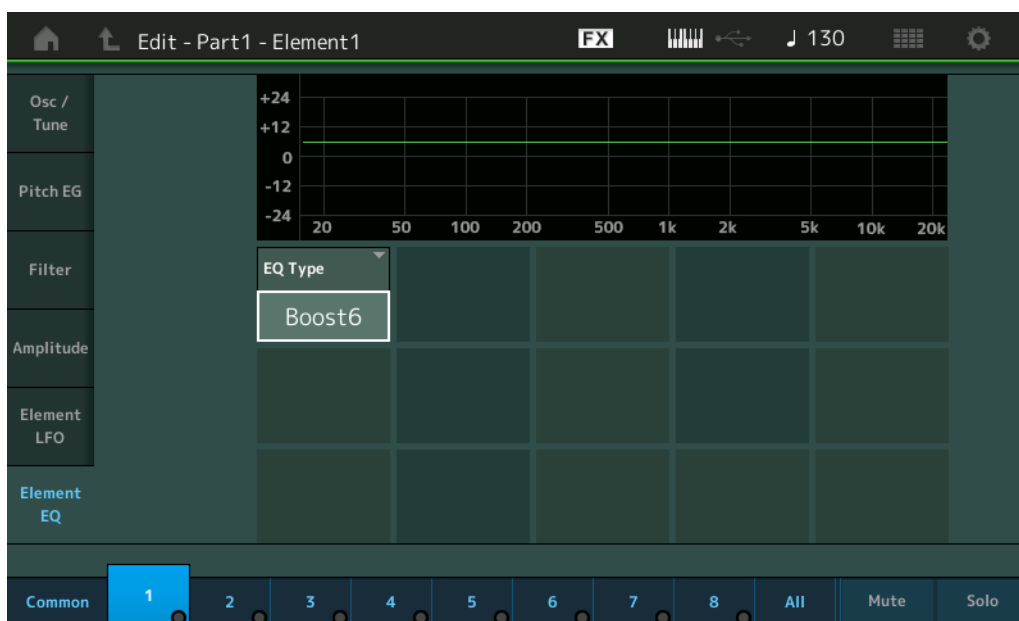 Edit - Part1 - Element1 FX 130
Osc /
Tune
Pitch EG
Filter
Amplitude
Element
LFO
Element
EQ
+24
+12
0
-12
-24
20 50 100 200 500 1k 2k 5k 10k 20k
EQ Type
Boost6
Common 1 2 3 4 5 6 7 8 All Mute Solo